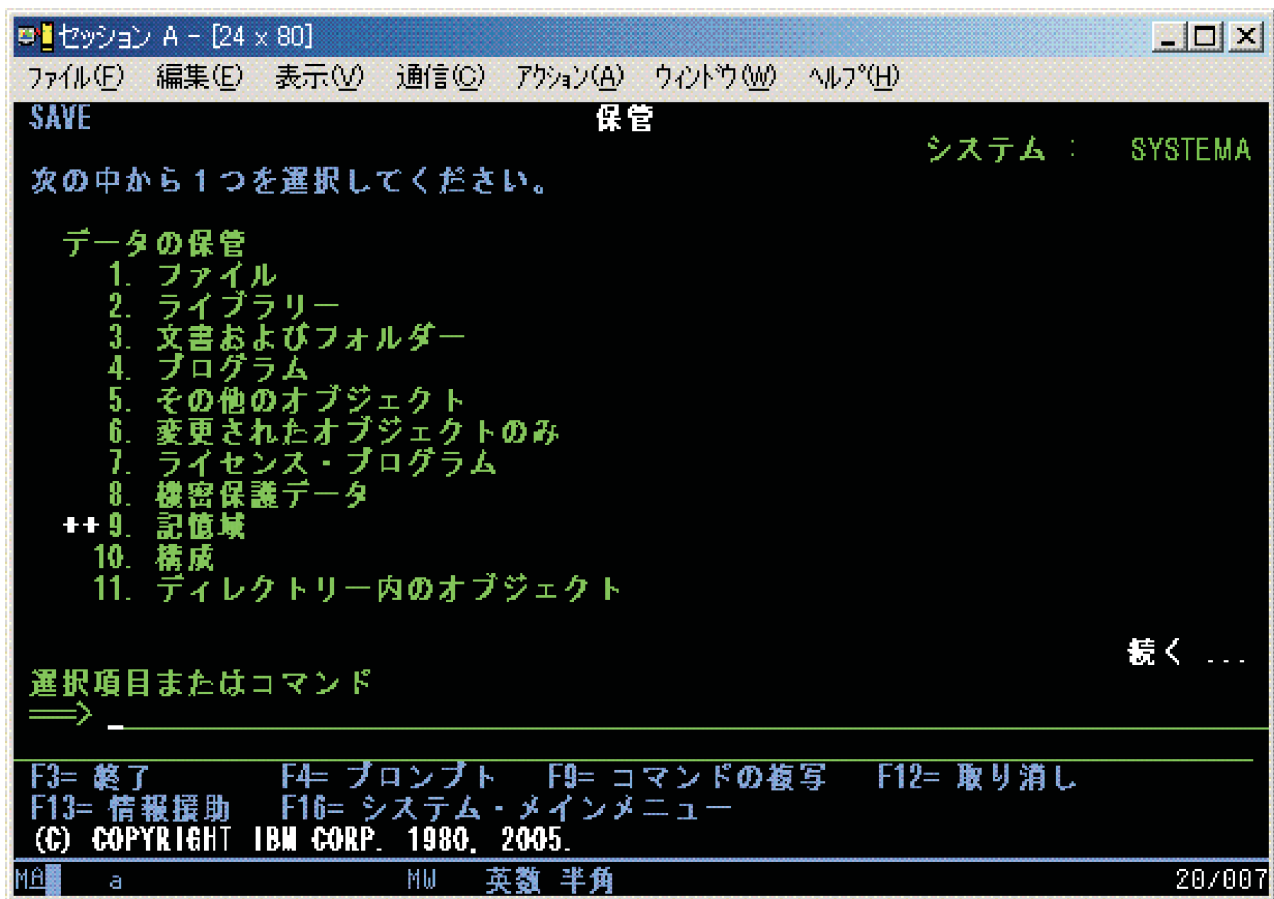 セッション A - [24 x 80]
ファイル(F) 編集(E) 表示(V) 通信(C) アクション(A) ウィンドウ(W) ヘルプ(H)
SAVE 保管
システム : SYSTEMA
次の中から1つを選択してください。
データの保管
1. ファイル
2. ライブラリー
3. 文書およびフォルダー
4. プログラム
5. その他のオブジェクト
6. 変更されたオブジェクトのみ
7. ライセンス・プログラム
8. 機密保護データ
++ 9. 記憶域
10. 構成
11. ディレクトリー内のオブジェクト
続く ...
選択項目またはコマンド
===>
F3= 終了 F4= プロンプト F9= コマンドの複写 F12= 取り消し
F13= 情報援助 F16= システム・メインメニュー
(C) COPYRIGHT IBM CORP. 1980, 2005.
MA a MW 英数 半角 20/007